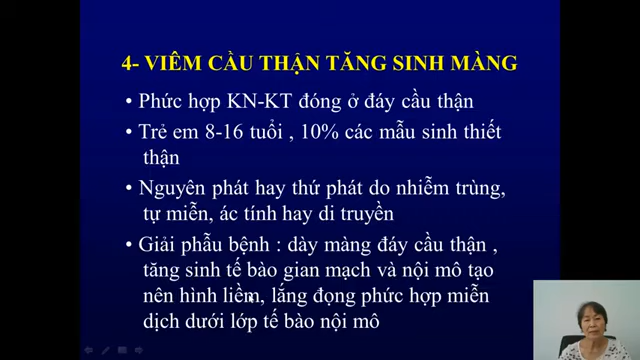 4- VIÊM CẦU THẬN TĂNG SINH MÀNG
• Phức hợp KN-KT đóng ở đáy cầu thận
• Trẻ em 8-16 tuổi , 10% các mẫu sinh thiết
thận
• Nguyên phát hay thứ phát do nhiễm trùng,
tự miễn, ác tính hay di truyền
• Giải phẫu bệnh : dày màng đáy cầu thận ,
tăng sinh tế bào gian mạch và nội mô tạo
nên hình liềm, lắng đọng phức hợp miễn
dịch dưới lớp tế bào nội mô